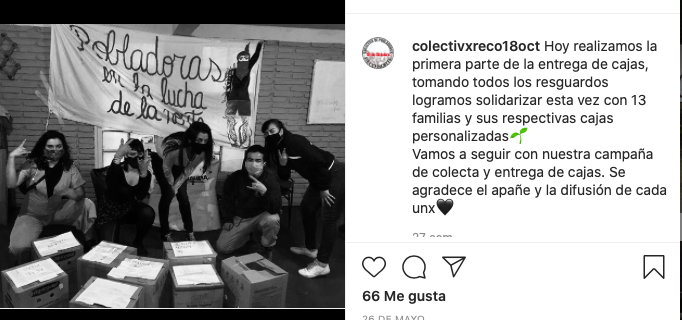 Pobladoras
en la lucha
de la norte
colectivxreco18oct Hoy realizamos la
primera parte de la entrega de cajas,
tomando todos los resguardos
logramos solidarizar esta vez con 13
familias y sus respectivas cajas
personalizadas🌱
Vamos a seguir con nuestra campaña
de colecta y entrega de cajas. Se
agradece el apañe y la difusión de cada
unx🖤
66 Me gusta
26 DE MAYO